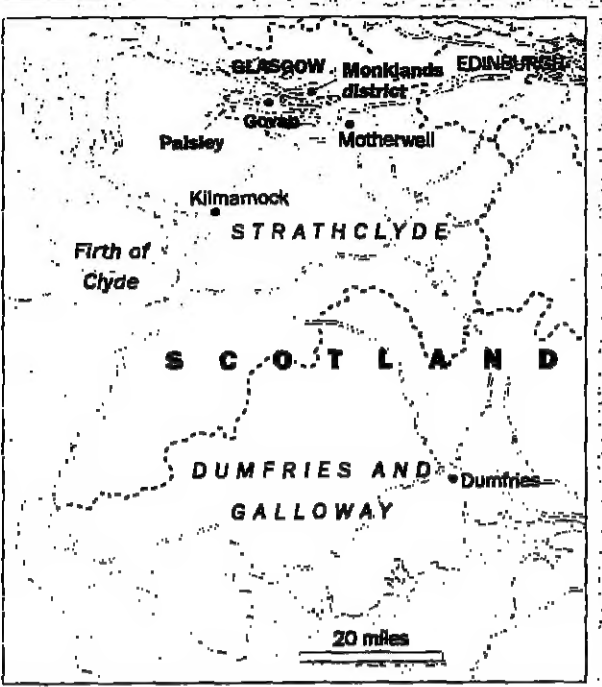 GLASGOW
Monklands
district
EDINBURGH
Govan
Paisley
Motherwell
Kilmarnock
STRATHCLYDE
Firth of
Clyde
SCOTLAND
DUMFRIES AND
GALLOWAY
Dumfries
20 miles